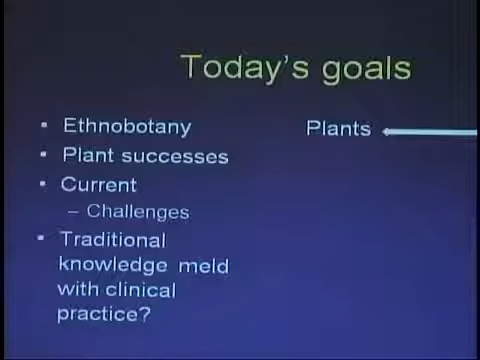 Today's goals
• Ethnobotany
• Plant successes
• Current
– Challenges
• Traditional
knowledge meld
with clinical
practice?
Plants